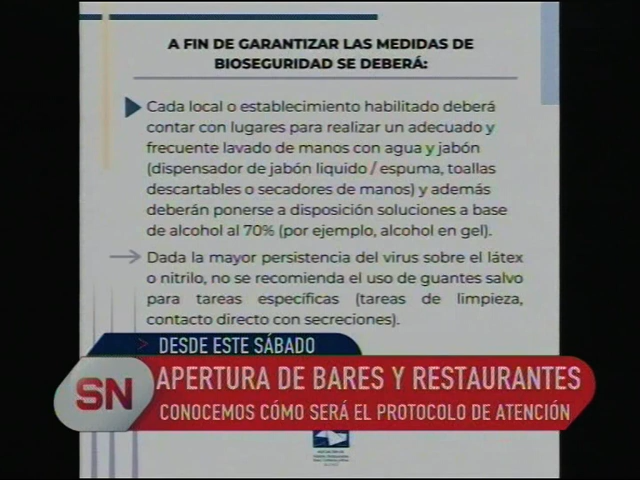 A FIN DE GARANTIZAR LAS MEDIDAS DE
BIOSEGURIDAD SE DEBERÁ:
Cada local o establecimiento habilitado deberá
contar con lugares para realizar un adecuado y
frecuente lavado de manos con agua y jabón
(dispensador de jabón liquido / espuma, toallas
descartables o secadores de manos) y además
deberán ponerse a disposición soluciones a base
de alcohol al 70% (por ejemplo, alcohol en gel).
Dada la mayor persistencia del virus sobre el látex
o nitrilo, no se recomienda el uso de guantes salvo
para tareas específicas (tareas de limpieza,
contacto directo con secreciones).
> DESDE ESTE SÁBADO
SN
APERTURA DE BARES Y RESTAURANTES
CONOCEMOS CÓMO SERÁ EL PROTOCOLO DE ATENCIÓN